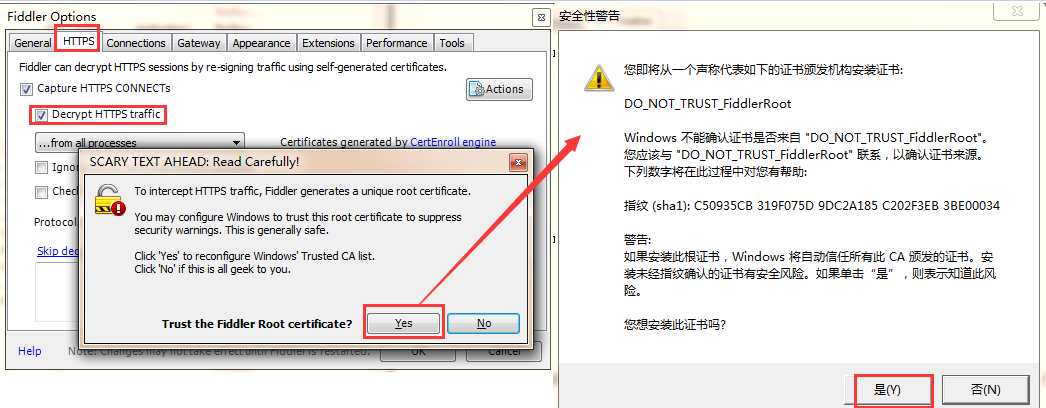 Fiddler Options
General HTTPS Connections Gateway Appearance Extensions Performance Tools
Fiddler can decrypt HTTPS sessions by re-signing traffic using self-generated certificates.
Capture HTTPS CONNECTs
Actions
Decrypt HTTPS traffic
...from all processes
Certificates generated by CertEnroll engine
SCARY TEXT AHEAD: Read Carefully!
To intercept HTTPS traffic, Fiddler generates a unique root certificate.
You may configure Windows to trust this root certificate to suppress
security warnings. This is generally safe.
Click 'Yes' to reconfigure Windows' Trusted CA list.
Click 'No' if this is all geek to you.
Trust the Fiddler Root certificate?
Yes
No
Help
Note: Changes may not take effect until Fiddler is restarted.
OK
Cancel
安全性警告
您即将从一个声称代表如下的证书颁发机构安装证书:
DO_NOT_TRUST_FiddlerRoot
Windows 不能确认证书是否来自 "DO_NOT_TRUST_FiddlerRoot"。
您应该与 "DO_NOT_TRUST_FiddlerRoot" 联系，以确认证书来源。
下列数字将在此过程中对您有帮助:
指纹 (sha1): C50935CB 319F075D 9DC2A185 C202F3EB 3BE00034
警告:
如果安装此根证书，Windows 将自动信任所有此 CA 颁发的证书。安
装未经指纹确认的证书有安全风险。如果单击“是”，则表示知道此风
险。
您想安装此证书吗?
是(Y)
否(N)